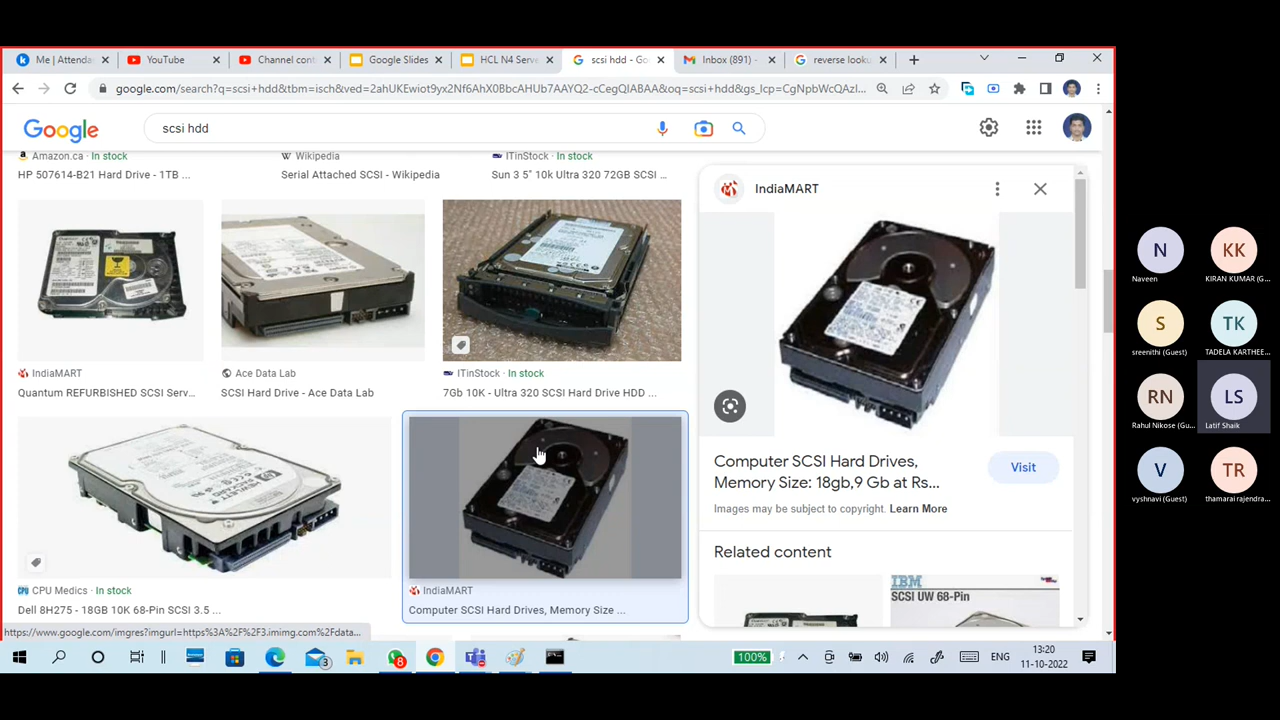 Me | Attenda
YouTube
Channel cont
Google Slides
HCL N4 Serve
scsi hdd - Go
Inbox (891) -
reverse looku
google.com/search?q=scsi+hdd&tbm=isch&ved=2ahUKEwiot9yx2Nf6AhX0BbcAHUb7AAYQ2-cCegQIABAA&oq=scsi+hdd&gs_lcp=CgNpbWcQAzI...
Google
scsi hdd
Amazon.ca · In stock
HP 507614-B21 Hard Drive - 1TB ...
Wikipedia
Serial Attached SCSI - Wikipedia
ITinStock · In stock
Sun 3 5" 10k Ultra 320 72GB SCSI ...
IndiaMART
Quantum REFURBISHED SCSI Serv...
Ace Data Lab
SCSI Hard Drive - Ace Data Lab
ITinStock · In stock
7Gb 10K - Ultra 320 SCSI Hard Drive HDD ...
CPU Medics · In stock
Dell 8H275 - 18GB 10K 68-Pin SCSI 3.5 ...
IndiaMART
Computer SCSI Hard Drives, Memory Size ...
https://www.google.com/imgres?imgurl=https%3A%2F%2F3.imimg.com%2Fdata...
IndiaMART
Computer SCSI Hard Drives,
Memory Size: 18gb,9 Gb at Rs...
Visit
Images may be subject to copyright. Learn More
Related content
IBM
SCSI UW 68-Pin
N
Naveen
KK
KIRAN KUMAR (G...
S
sreenithi (Guest)
TK
TADELA KARTHEE...
RN
Rahul Nikose (Gu...
LS
Latif Shaik
V
vyshnavi (Guest)
TR
thamarai rajendra...
3
8
100%
ENG
13:20
11-10-2022